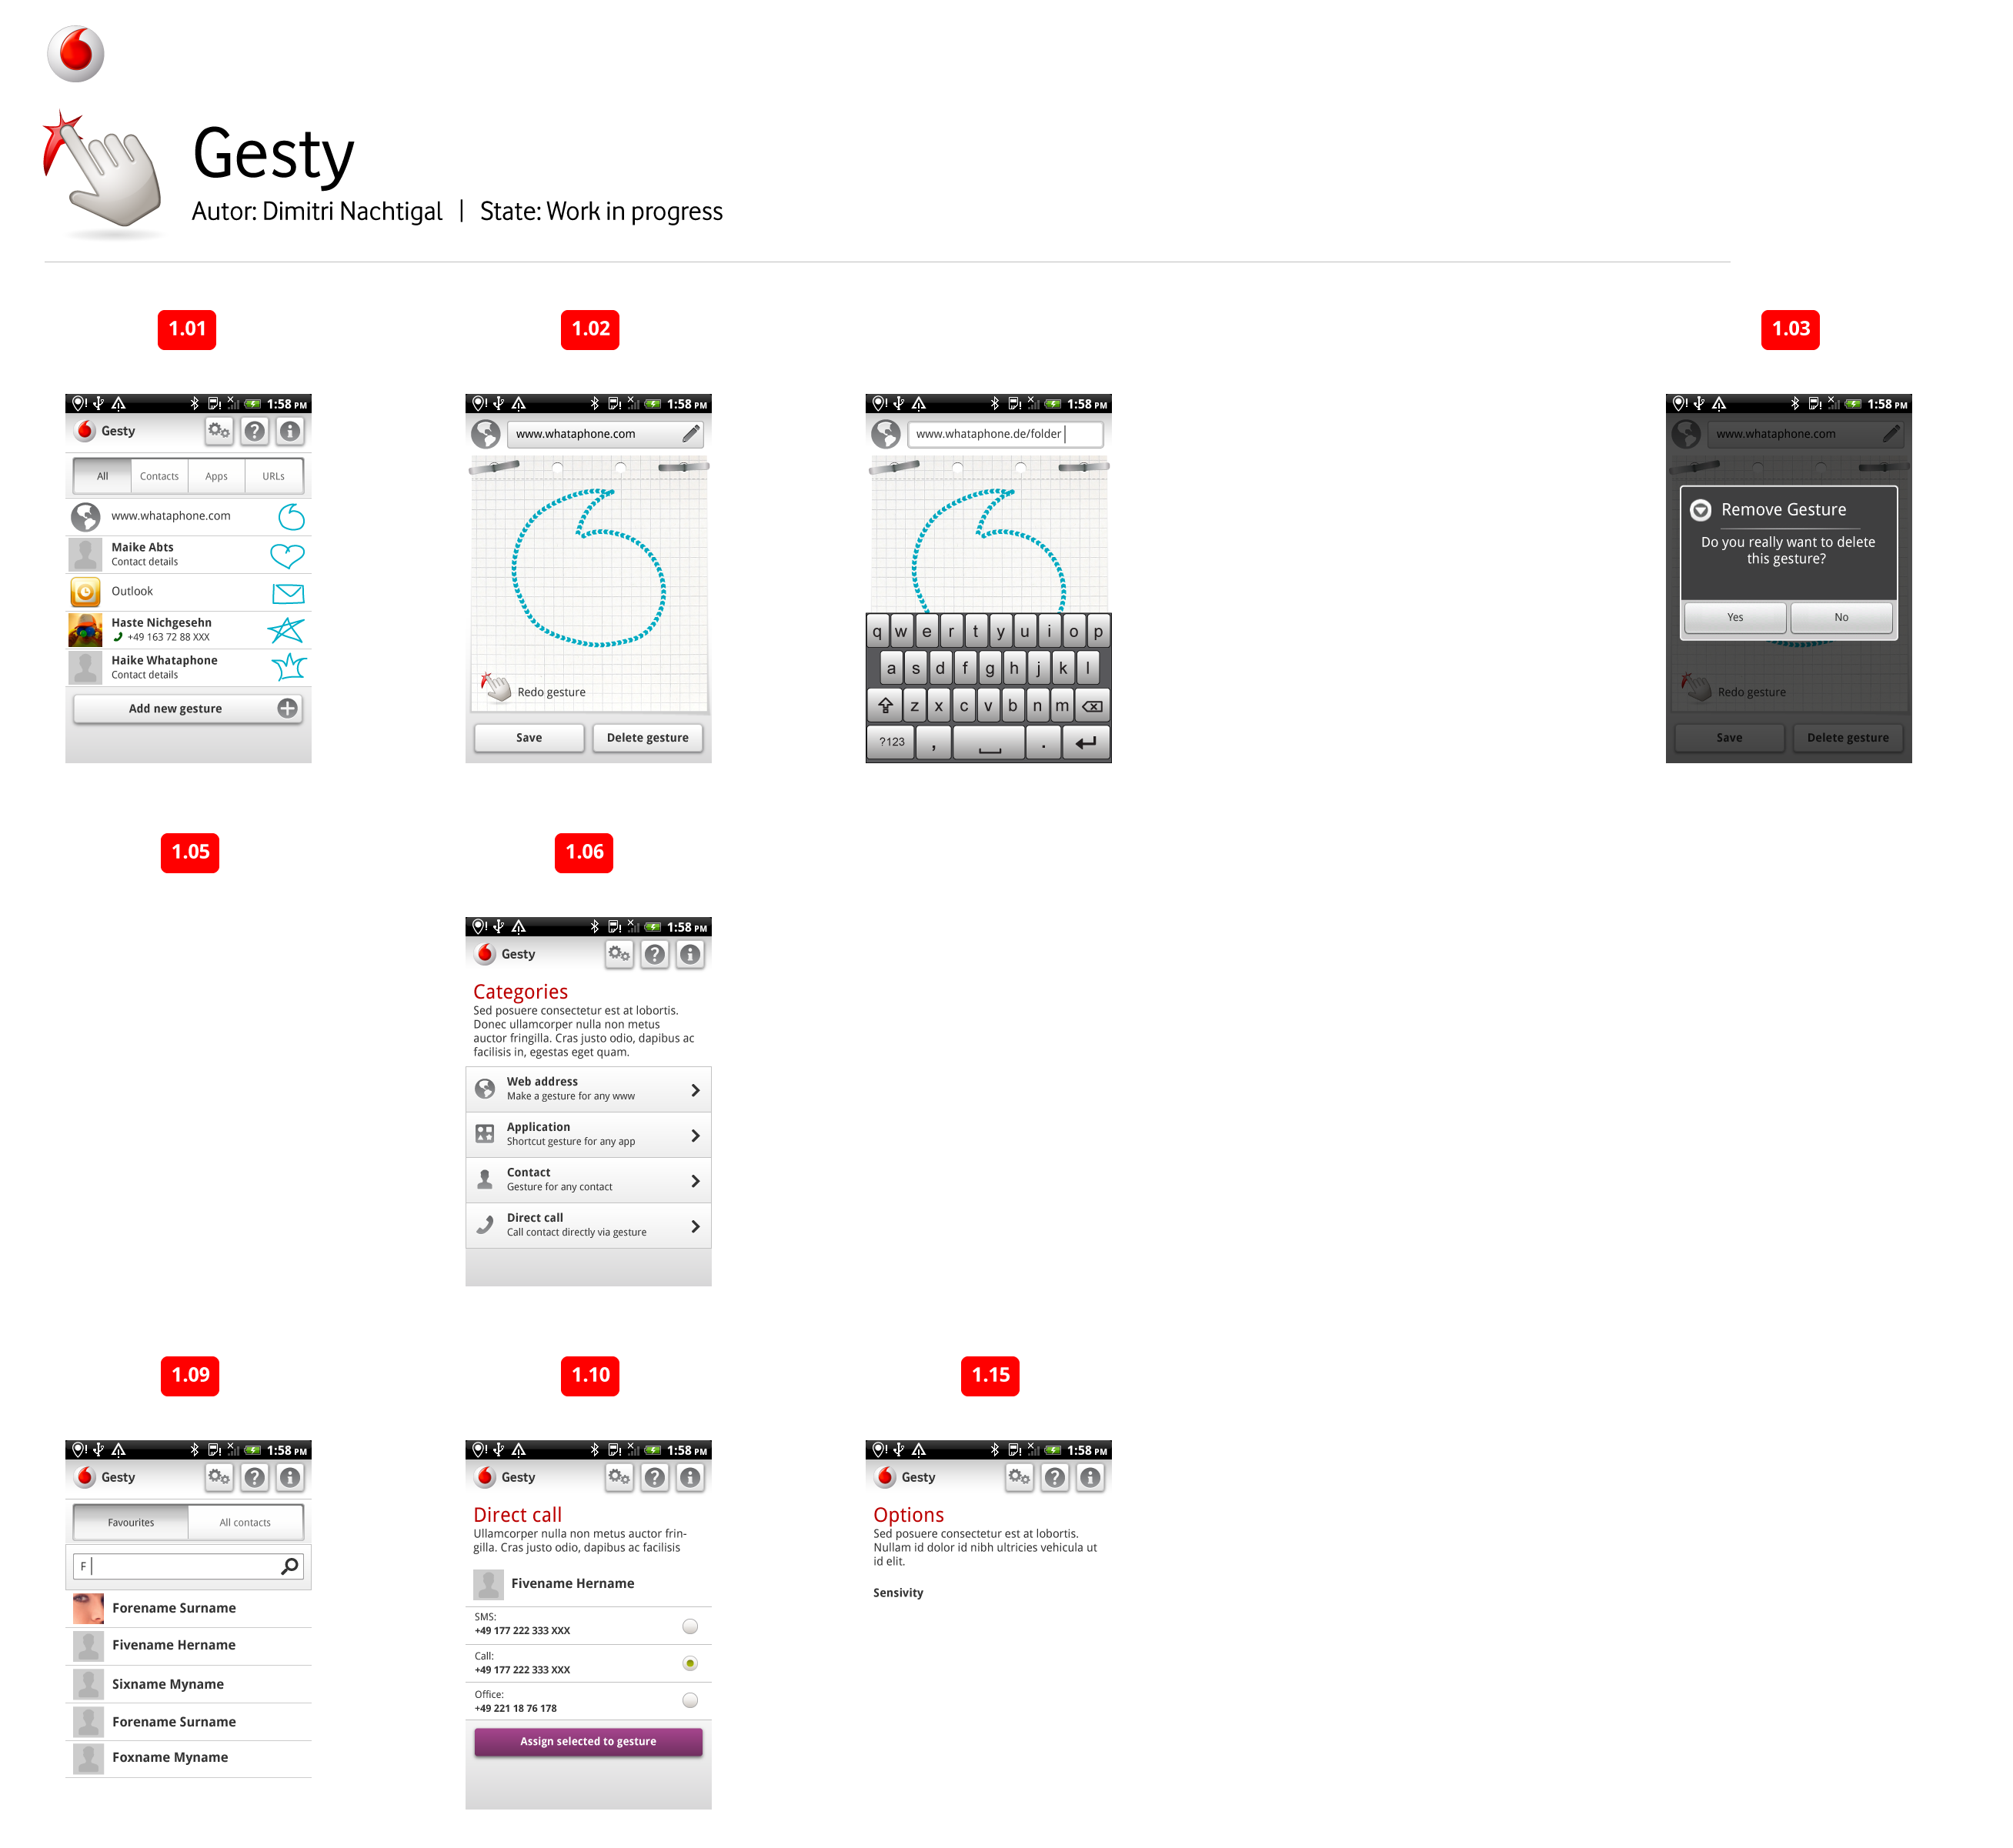 Gesty
Autor: Dimitri Nachtigal | State: Work in progress
1.01
1.02
1.03
1:58 PM
Gesty
All Contacts Apps URLs
www.whataphone.com
Maike Abts
Contact details
Outlook
Haste Nichgesehn
+49 163 72 88 XXX
Haike Whataphone
Contact details
Add new gesture
1:58 PM
www.whataphone.com
Redo gesture
Save Delete gesture
1:58 PM
www.whataphone.de/folder
q w e r t y u i o p
a s d f g h j k l
z x c v b n m
?123 , .
1:58 PM
www.whataphone.com
Remove Gesture
Do you really want to delete
this gesture?
Yes No
Redo gesture
Save Delete gesture
1.05
1.06
1:58 PM
Gesty
Categories
Sed posuere consectetur est at lobortis.
Donec ullamcorper nulla non metus
auctor fringilla. Cras justo odio, dapibus ac
facilisis in, egestas eget quam.
Web address
Make a gesture for any www
Application
Shortcut gesture for any app
Contact
Gesture for any contact
Direct call
Call contact directly via gesture
1.09
1.10
1.15
1:58 PM
Gesty
Favourites All contacts
F
Forename Surname
Fivename Hername
Sixname Myname
Forename Surname
Foxname Myname
1:58 PM
Gesty
Direct call
Ullamcorper nulla non metus auctor frin-
gilla. Cras justo odio, dapibus ac facilisis
Fivename Hername
SMS:
+49 177 222 333 XXX
Call:
+49 177 222 333 XXX
Office:
+49 221 18 76 178
Assign selected to gesture
1:58 PM
Gesty
Options
Sed posuere consectetur est at lobortis.
Nullam id dolor id nibh ultricies vehicula ut
id elit.
Sensivity